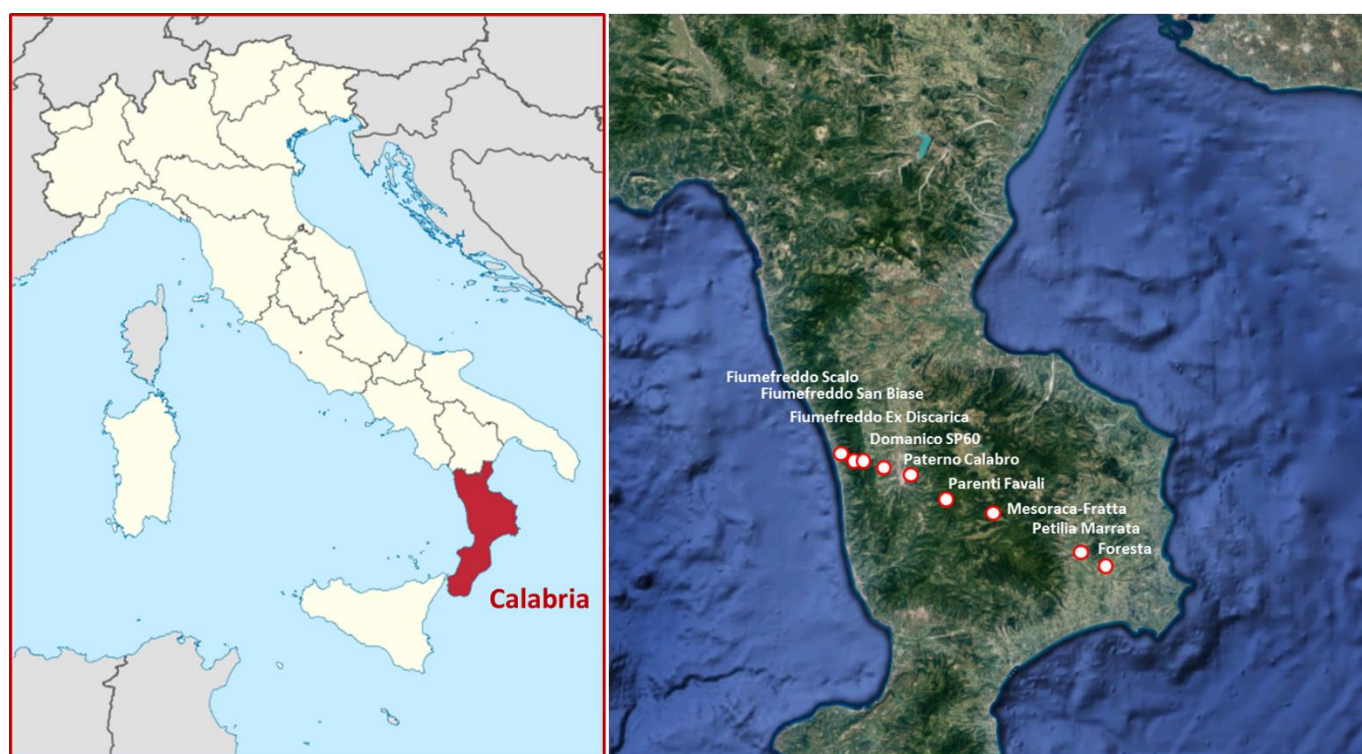 Calabria
Fiumefreddo Scalo
Fiumefreddo San Biase
Fiumefreddo Ex Discarica
Domanico SP60
Paterno Calabro
Parenti Favali
Mesoraca-Fratta
Petilia Marrata
Foresta